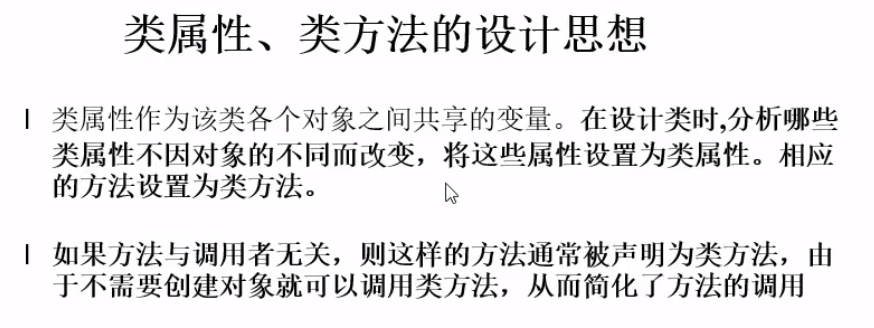 类属性、类方法的设计思想
l 类属性作为该类各个对象之间共享的变量。在设计类时,分析哪些
类属性不因对象的不同而改变，将这些属性设置为类属性。相应
的方法设置为类方法。
l 如果方法与调用者无关，则这样的方法通常被声明为类方法，由
于不需要创建对象就可以调用类方法，从而简化了方法的调用